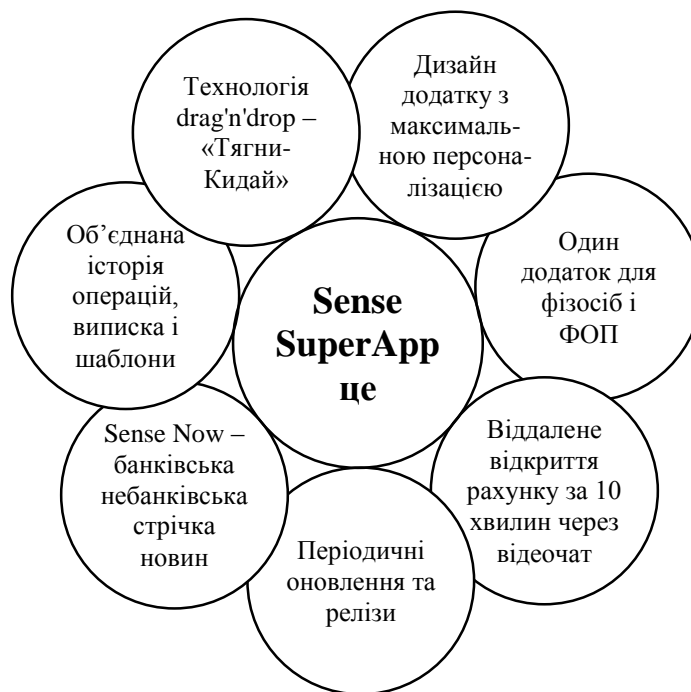 Технологія
drag'n'drop –
«Тягни-
Кидай»
Дизайн
додатку з
максималь-
ною персона-
лізацією
Один
додаток для
фізосіб і
ФОП
Віддалене
відкриття
рахунку за 10
хвилин через
відеочат
Періодичні
оновлення та
релізи
Sense Now –
банківська
небанківська
стрічка
новин
Об’єднана
історія
операцій,
виписка і
шаблони
Sense
SuperApp
це